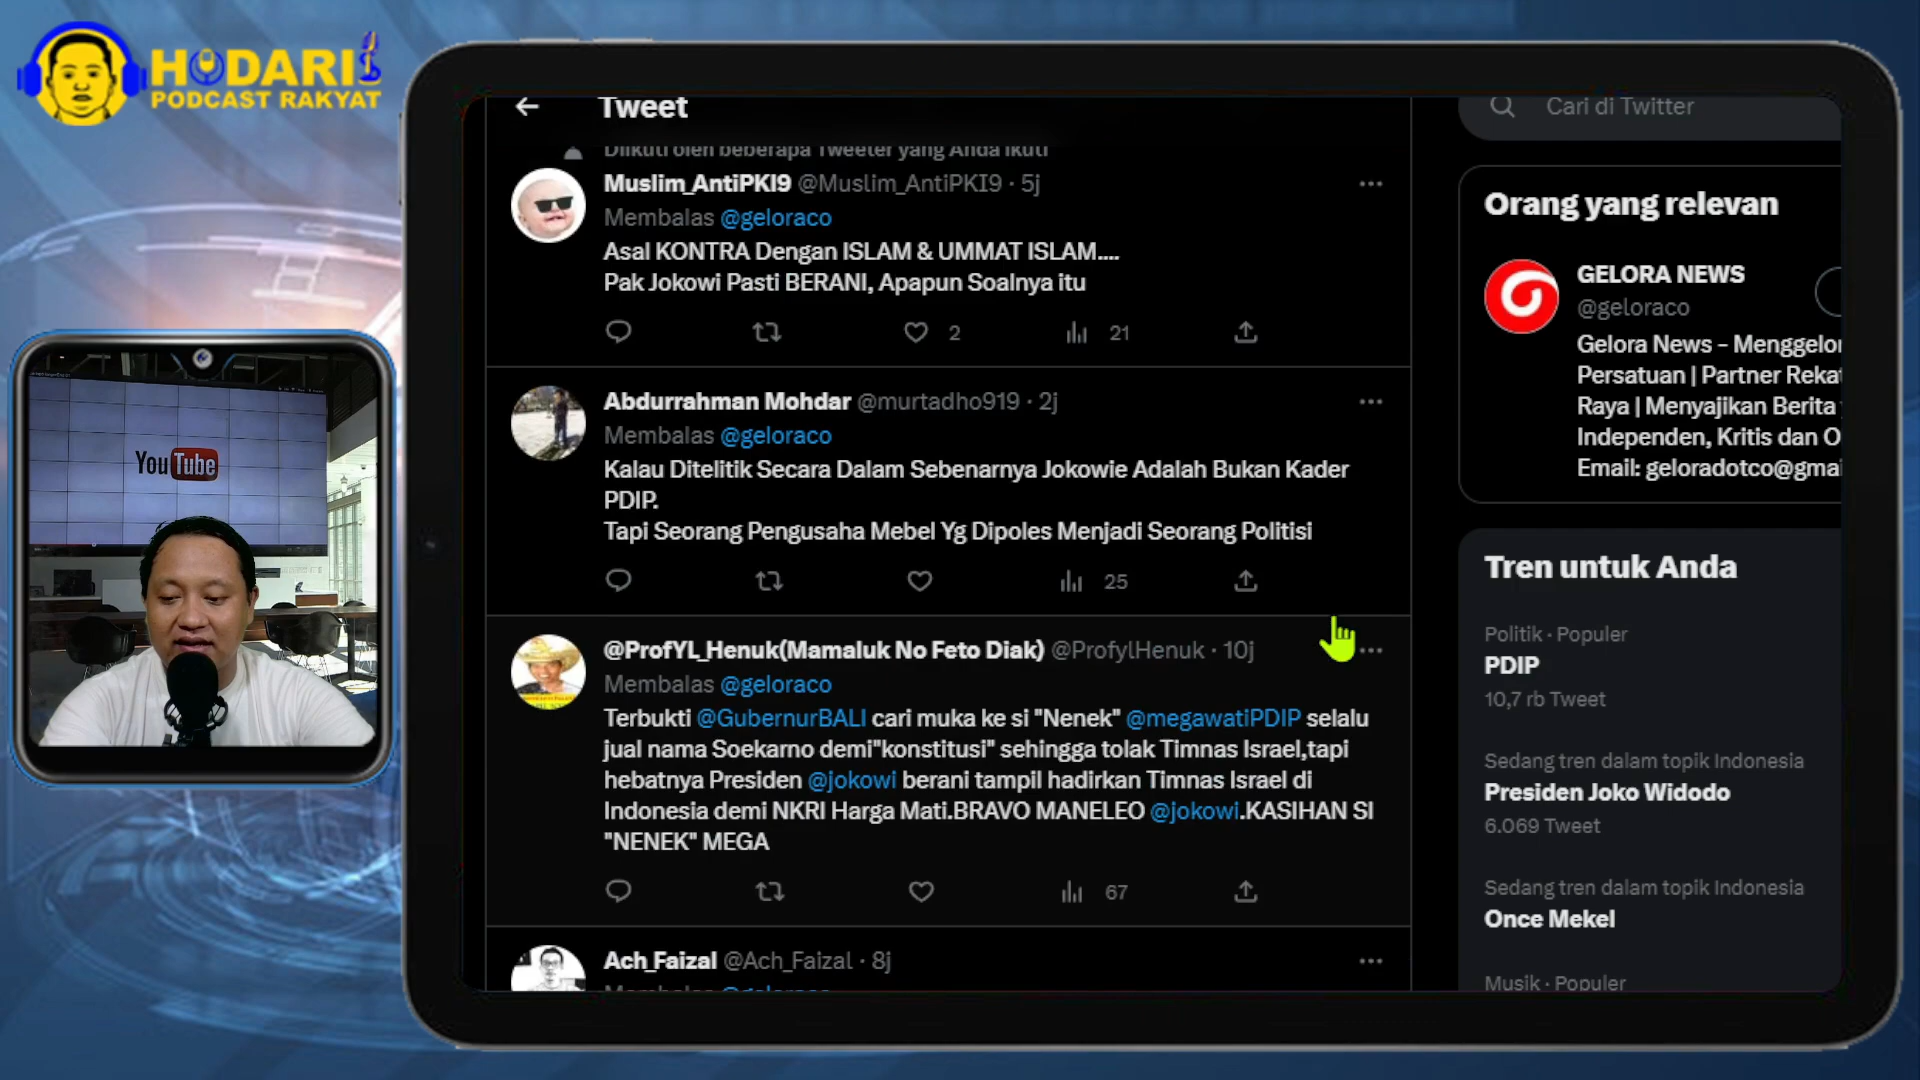 HODARI
PODCAST RAKYAT
YouTube
Tweet
Diikuti oleh beberapa Tweeter yang Anda ikuti
Muslim_AntiPKI9 @Muslim_AntiPKI9 · 5j
Membalas @geloraco
Asal KONTRA Dengan ISLAM & UMMAT ISLAM....
Pak Jokowi Pasti BERANI, Apapun Soalnya itu
2
21
Abdurrahman Mohdar @murtadho919 · 2j
Membalas @geloraco
Kalau Ditelitik Secara Dalam Sebenarnya Jokowie Adalah Bukan Kader
PDIP.
Tapi Seorang Pengusaha Mebel Yg Dipoles Menjadi Seorang Politisi
25
@ProfYL_Henuk(Mamaluk No Feto Diak) @ProfylHenuk · 10j
Membalas @geloraco
Terbukti @GubernurBALI cari muka ke si "Nenek" @megawatiPDIP selalu
jual nama Soekarno demi"konstitusi" sehingga tolak Timnas Israel,tapi
hebatnya Presiden @jokowi berani tampil hadirkan Timnas Israel di
Indonesia demi NKRI Harga Mati.BRAVO MANELEO @jokowi.KASIHAN SI
"NENEK" MEGA
67
Ach_Faizal @Ach_Faizal · 8j
Membalas @geloraco
Cari di Twitter
Orang yang relevan
GELORA NEWS
@geloraco
Gelora News – Menggelor
Persatuan | Partner Rekat
Raya | Menyajikan Berita
Independen, Kritis dan O
Email: geloradotco@gmai
Tren untuk Anda
Politik · Populer
PDIP
10,7 rb Tweet
Sedang tren dalam topik Indonesia
Presiden Joko Widodo
6.069 Tweet
Sedang tren dalam topik Indonesia
Once Mekel
Musik · Populer